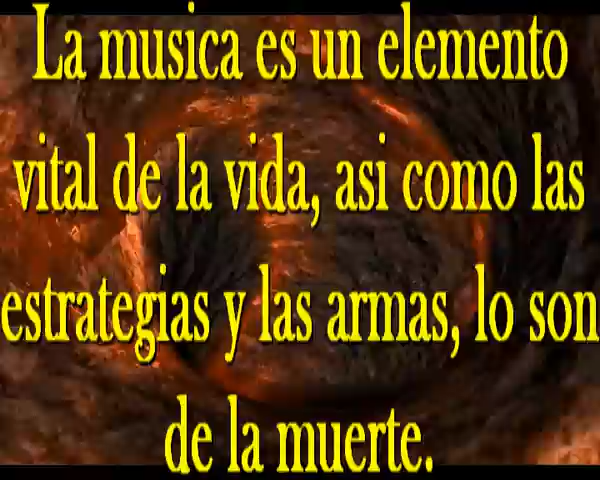 La musica es un elemento
vital de la vida, asi como las
estrategias y las armas, lo son
de la muerte.